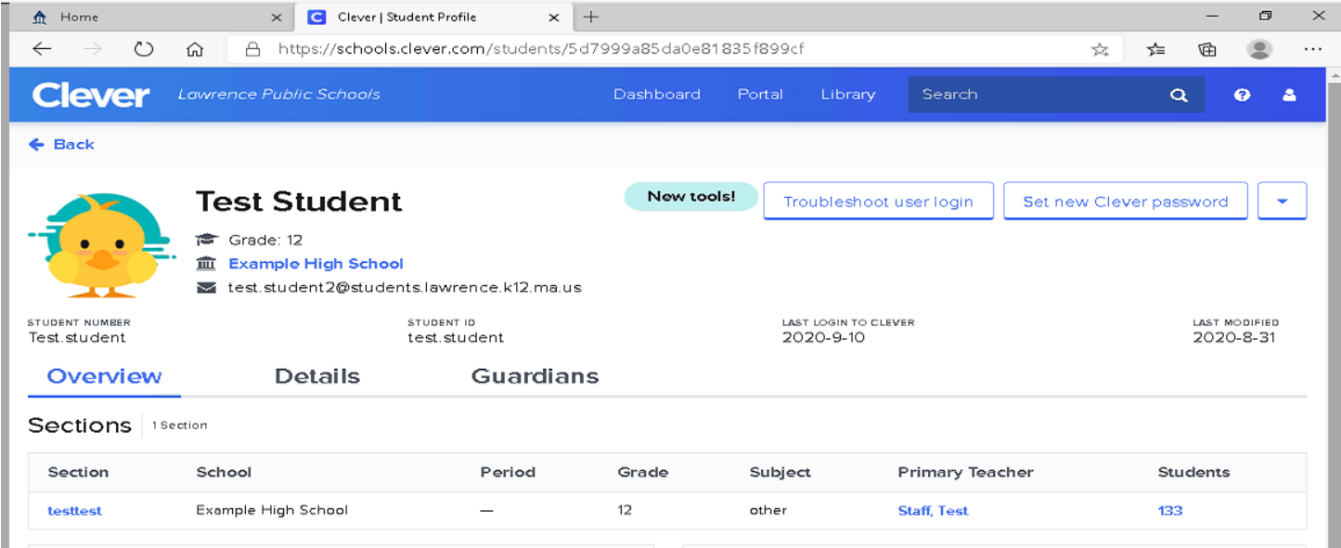 Home
Clever | Student Profile
https://schools.clever.com/students/5d7999a85da0e81835f899cf
Clever Lawrence Public Schools Dashboard Portal Library Search
Back
Test Student New tools! Troubleshoot user login Set new Clever password
Grade: 12
Example High School
test.student2@students.lawrence.k12.ma.us
STUDENT NUMBER STUDENT ID LAST LOGIN TO CLEVER LAST MODIFIED
Test.student test.student 2020-9-10 2020-8-31
Overview Details Guardians
Sections 1 Section
Section School Period Grade Subject Primary Teacher Students
testtest Example High School — 12 other Staff, Test 133